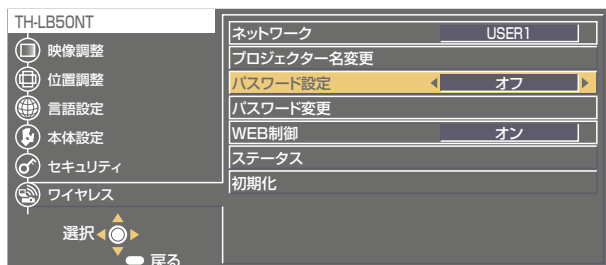 TH-LB50NT
映像調整
位置調整
言語設定
本体設定
セキュリティ
ワイヤレス
選択
戻る
ネットワーク USER1
プロジェクター名変更
パスワード設定 オフ
パスワード変更
WEB制御 オン
ステータス
初期化